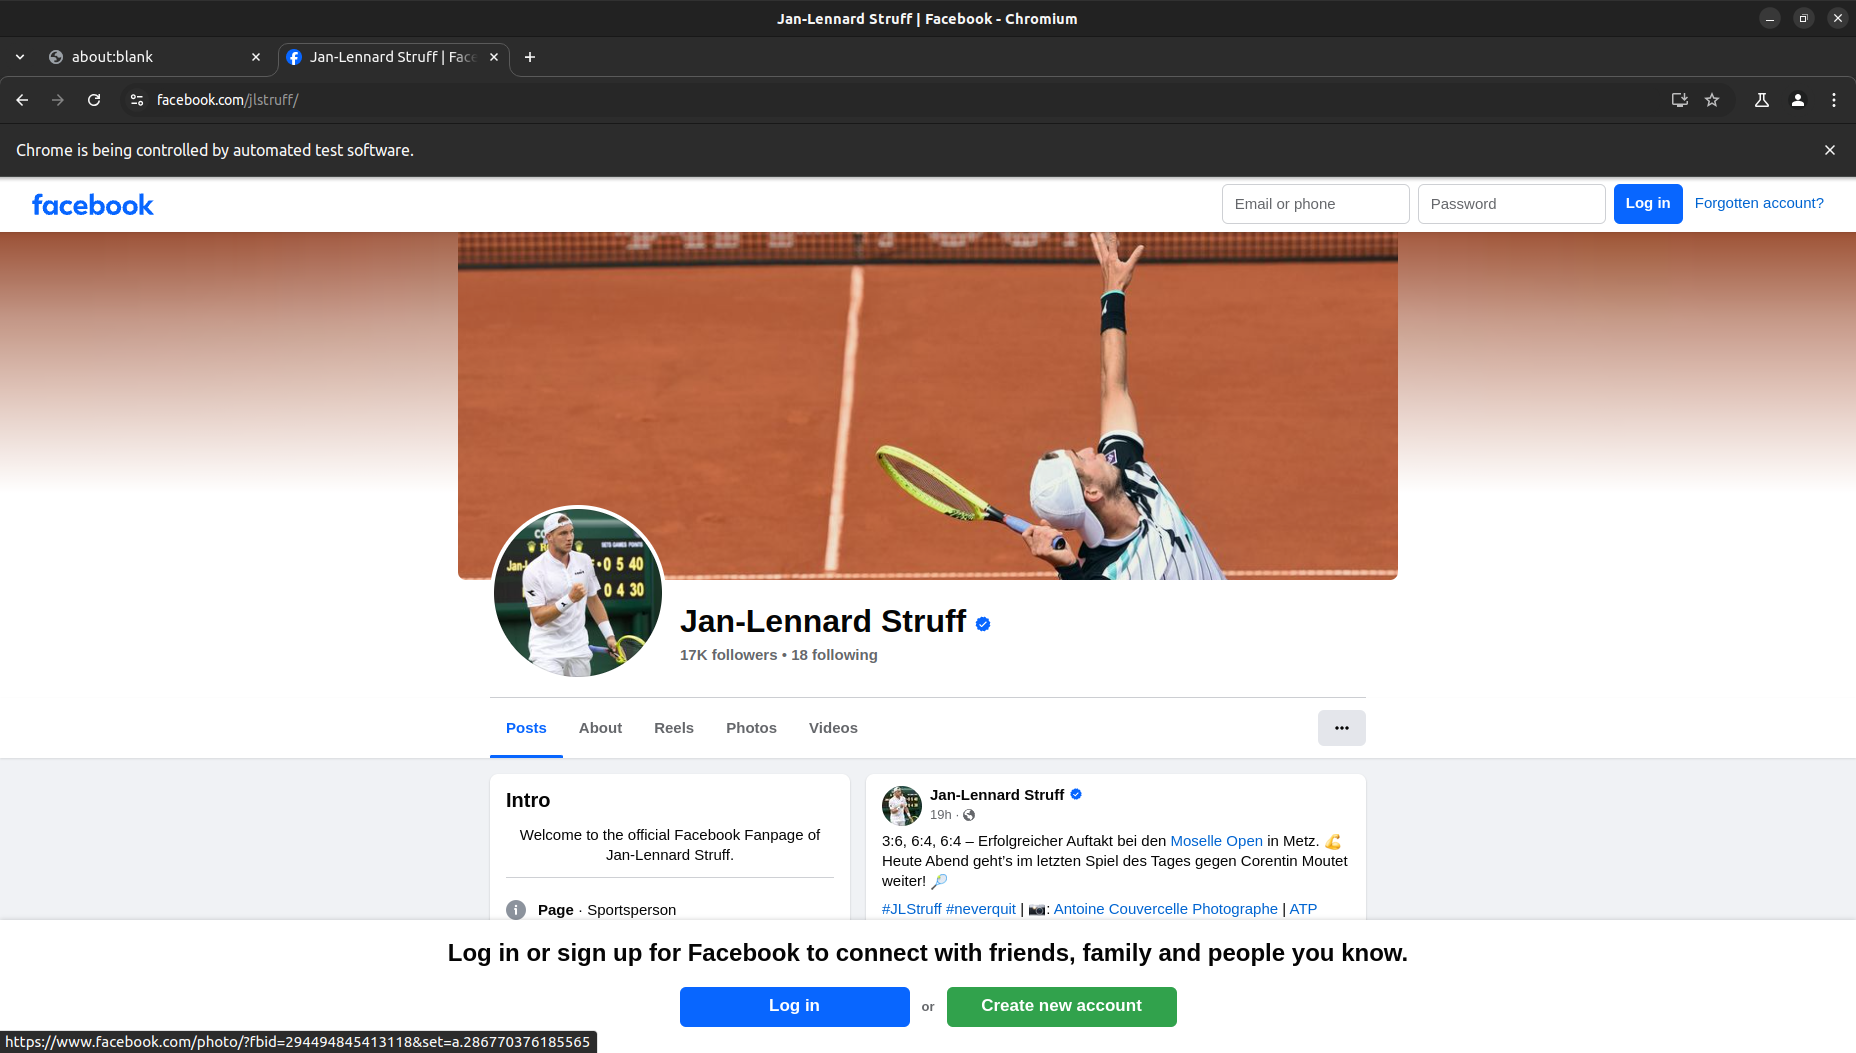 Jan-Lennard Struff | Facebook - Chromium
about:blank
Jan-Lennard Struff | Face
facebook.com/jlstruff/
Chrome is being controlled by automated test software.
facebook
Email or phone
Password
Log in
Forgotten account?
Jan-Lennard Struff
17K followers • 18 following
Posts
About
Reels
Photos
Videos
Intro
Welcome to the official Facebook Fanpage of
Jan-Lennard Struff.
Page · Sportsperson
Jan-Lennard Struff
19h ·
3:6, 6:4, 6:4 – Erfolgreicher Auftakt bei den Moselle Open in Metz. 💪
Heute Abend geht's im letzten Spiel des Tages gegen Corentin Moutet
weiter! 🎾
#JLStruff #neverquit | 📷: Antoine Couvercelle Photographe | ATP
Log in or sign up for Facebook to connect with friends, family and people you know.
Log in
or
Create new account
https://www.facebook.com/photo/?fbid=294494845413118&set=a.286770376185565